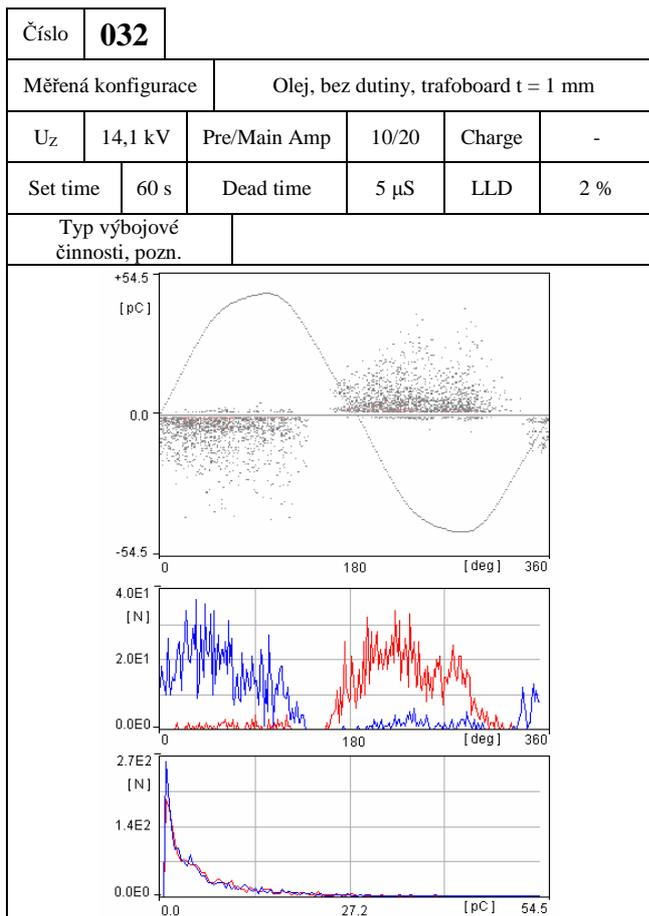 Číslo 032
Měřená konfigurace Olej, bez dutiny, trafoboard t = 1 mm
UZ 14,1 kV Pre/Main Amp 10/20 Charge -
Set time 60 s Dead time 5 μS LLD 2 %
Typ výbojové
činnosti, pozn.
+54.5
[pC]
0.0
-54.5
0 180 [deg] 360
4.0E1
[N]
2.0E1
0.0E0
0 180 [deg] 360
2.7E2
[N]
1.4E2
0.0E0
0.0 27.2 [pC] 54.5